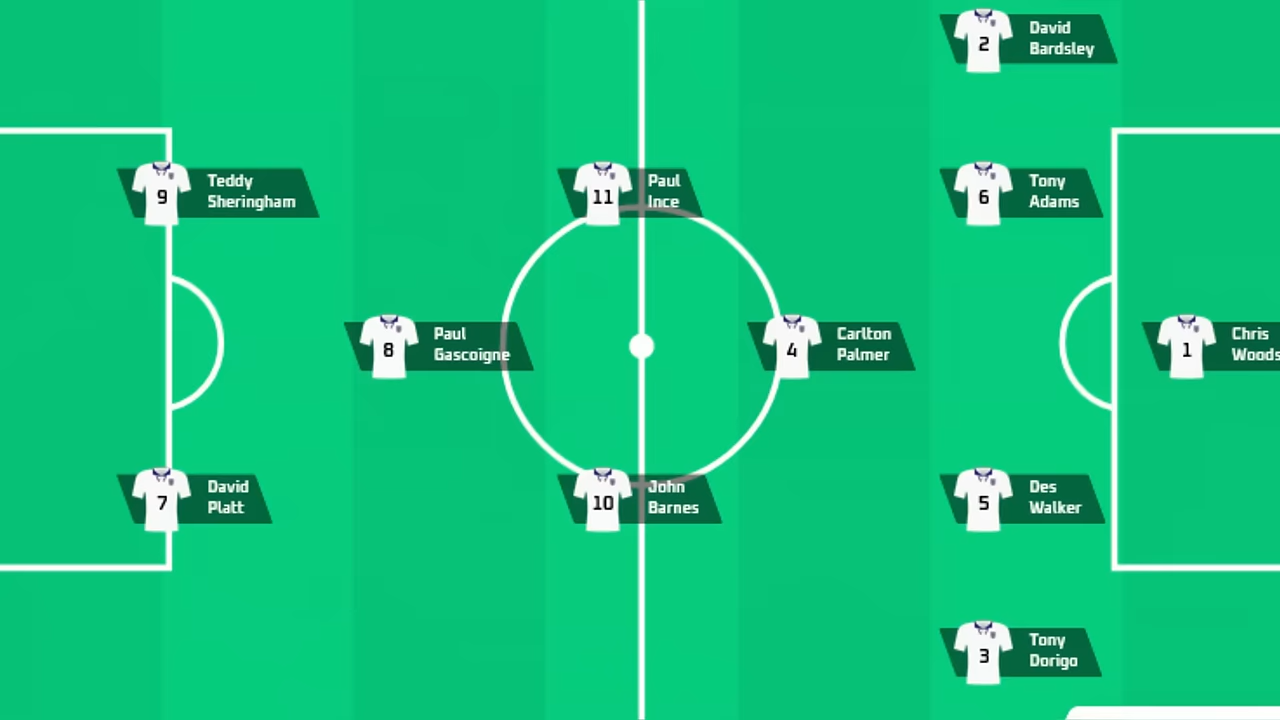 2
David
Bardsley
9
Teddy
Sheringham
11
Paul
Ince
6
Tony
Adams
8
Paul
Gascoigne
4
Carlton
Palmer
1
Chris
Woods
7
David
Platt
10
John
Barnes
5
Des
Walker
3
Tony
Dorigo